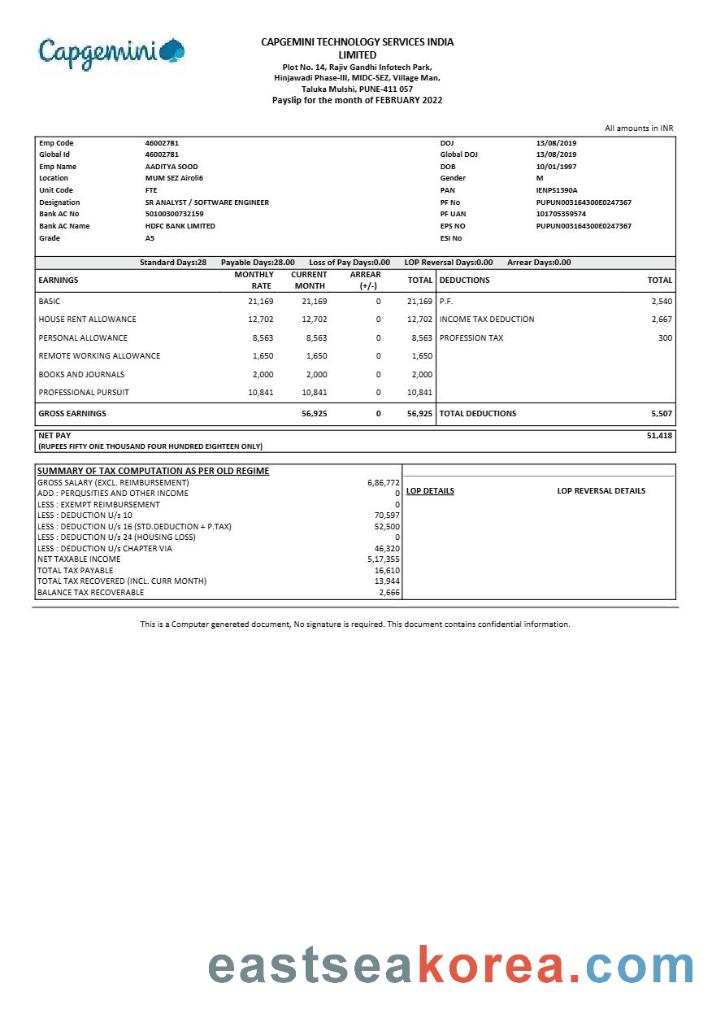 Capgemini
CAPGEMINI TECHNOLOGY SERVICES INDIA
LIMITED
Plot No. 14, Rajiv Gandhi Infotech Park,
Hinjawadi Phase-III, MIDC-SEZ, Village Man,
Taluka Mulshi, PUNE-411 057
Payslip for the month of FEBRUARY 2022
All amounts in INR
Emp Code 46002781 DOJ 13/08/2019
Global Id 46002781 Global DOJ 13/08/2019
Emp Name AADITYA SOOD DOB 10/01/1997
Location MUM SEZ Airoli6 Gender M
Unit Code FTE PAN IENPS1390A
Designation SR ANALYST / SOFTWARE ENGINEER PF No PUPUN003164300E0247367
Bank AC No 50100300732159 PF UAN 101705359574
Bank AC Name HDFC BANK LIMITED EPS NO PUPUN003164300E0247367
Grade A5 ESI No
Standard Days:28 Payable Days:28.00 Loss of Pay Days:0.00 LOP Reversal Days:0.00 Arrear Days:0.00
EARNINGS MONTHLY RATE CURRENT MONTH ARREAR (+/-) TOTAL DEDUCTIONS TOTAL
BASIC 21,169 21,169 0 21,169 P.F. 2,540
HOUSE RENT ALLOWANCE 12,702 12,702 0 12,702 INCOME TAX DEDUCTION 2,667
PERSONAL ALLOWANCE 8,563 8,563 0 8,563 PROFESSION TAX 300
REMOTE WORKING ALLOWANCE 1,650 1,650 0 1,650
BOOKS AND JOURNALS 2,000 2,000 0 2,000
PROFESSIONAL PURSUIT 10,841 10,841 0 10,841
GROSS EARNINGS 56,925 0 56,925 TOTAL DEDUCTIONS 5,507
NET PAY 51,418
(RUPEES FIFTY ONE THOUSAND FOUR HUNDRED EIGHTEEN ONLY)
SUMMARY OF TAX COMPUTATION AS PER OLD REGIME
GROSS SALARY (EXCL. REIMBURSEMENT) 6,86,772
ADD : PERQUSITIES AND OTHER INCOME 0
LOP DETAILS LOP REVERSAL DETAILS
LESS : EXEMPT REIMBURSEMENT 0
LESS : DEDUCTION U/s 10 70,597
LESS : DEDUCTION U/s 16 (STD.DEDUCTION + P.TAX) 52,500
LESS : DEDUCTION U/s 24 (HOUSING LOSS) 0
LESS : DEDUCTION U/s CHAPTER VIA 46,320
NET TAXABLE INCOME 5,17,355
TOTAL TAX PAYABLE 16,610
TOTAL TAX RECOVERED (INCL. CURR MONTH) 13,944
BALANCE TAX RECOVERABLE 2,666
This is a Computer genereted document, No signature is required. This document contains confidential information.
eastseakorea.com